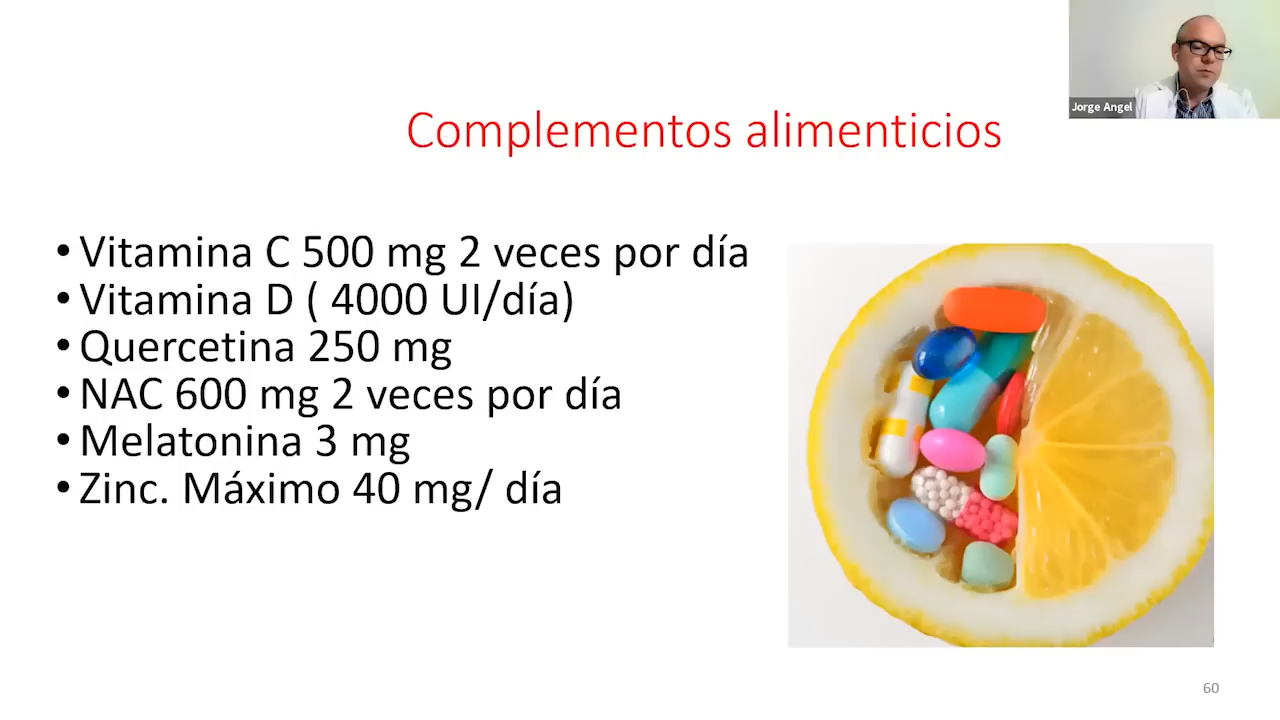 Jorge Angel
Complementos alimenticios
• Vitamina C 500 mg 2 veces por día
• Vitamina D ( 4000 UI/día)
• Quercetina 250 mg
• NAC 600 mg 2 veces por día
• Melatonina 3 mg
• Zinc. Máximo 40 mg/ día
60